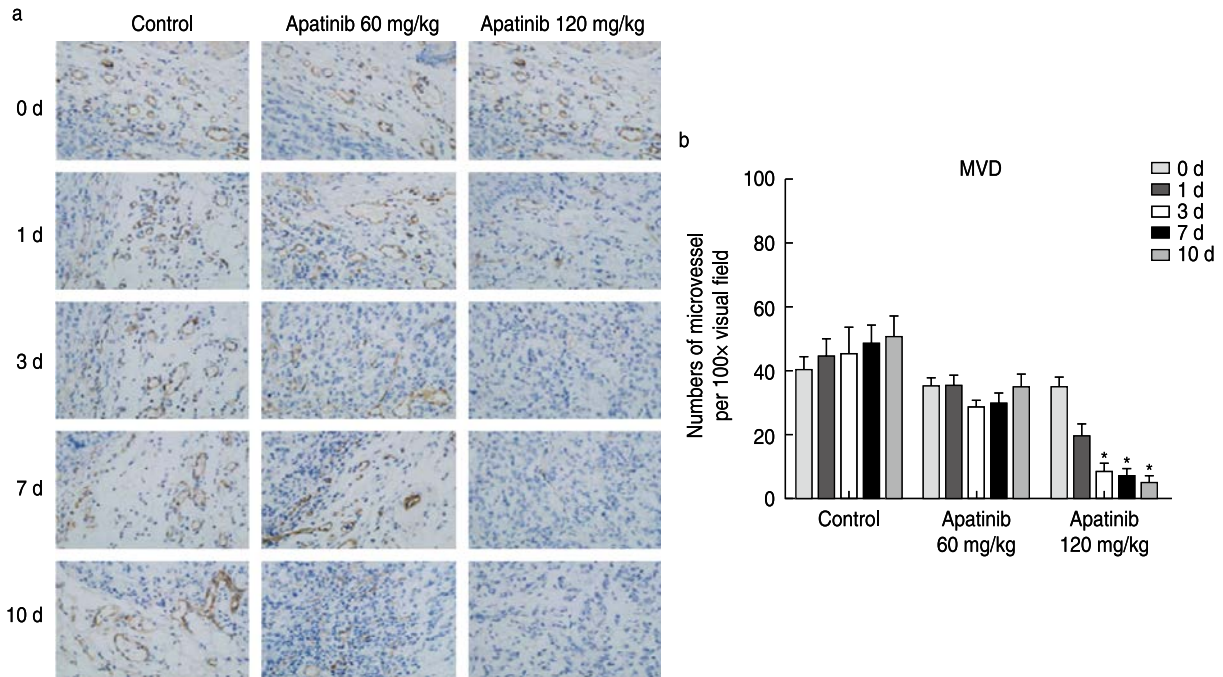 a
Control
Apatinib 60 mg/kg
Apatinib 120 mg/kg
0 d
1 d
3 d
7 d
10 d
b
MVD
0 d
1 d
3 d
7 d
10 d
Numbers of microvessel
per 100× visual field
100
80
60
40
20
0
* * *
Control
Apatinib
60 mg/kg
Apatinib
120 mg/kg